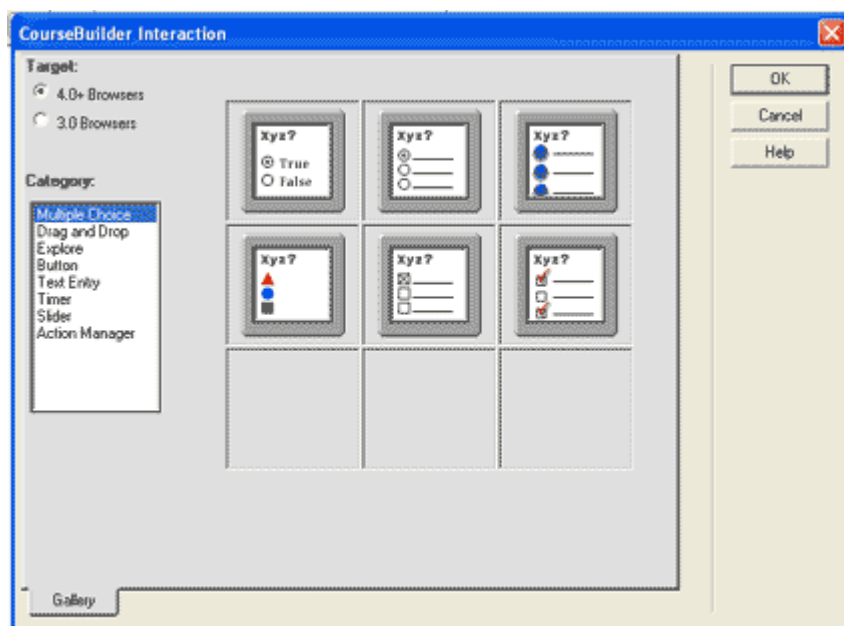 CourseBuilder Interaction
Target:
4.0+ Browsers
3.0 Browsers
Category:
Multiple Choice
Drag and Drop
Explore
Button
Text Entry
Timer
Slider
Action Manager
Xyz?
True
False
Xyz?
Xyz?
Xyz?
Xyz?
Xyz?
OK
Cancel
Help
Gallery